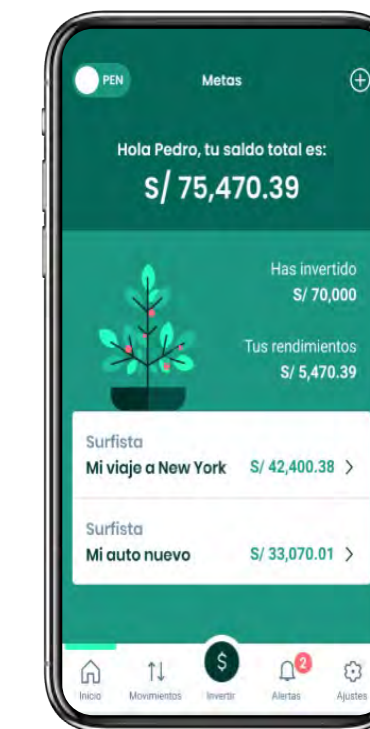 PEN
Metas
Hola Pedro, tu saldo total es:
S/ 75,470.39
Has invertido
S/ 70,000
Tus rendimientos
S/ 5,470.39
Surfista
Mi viaje a New York S/ 42,400.38 >
Surfista
Mi auto nuevo S/ 33,070.01 >
$
2
Inicio Movimientos Invertir Alertas Ajustes